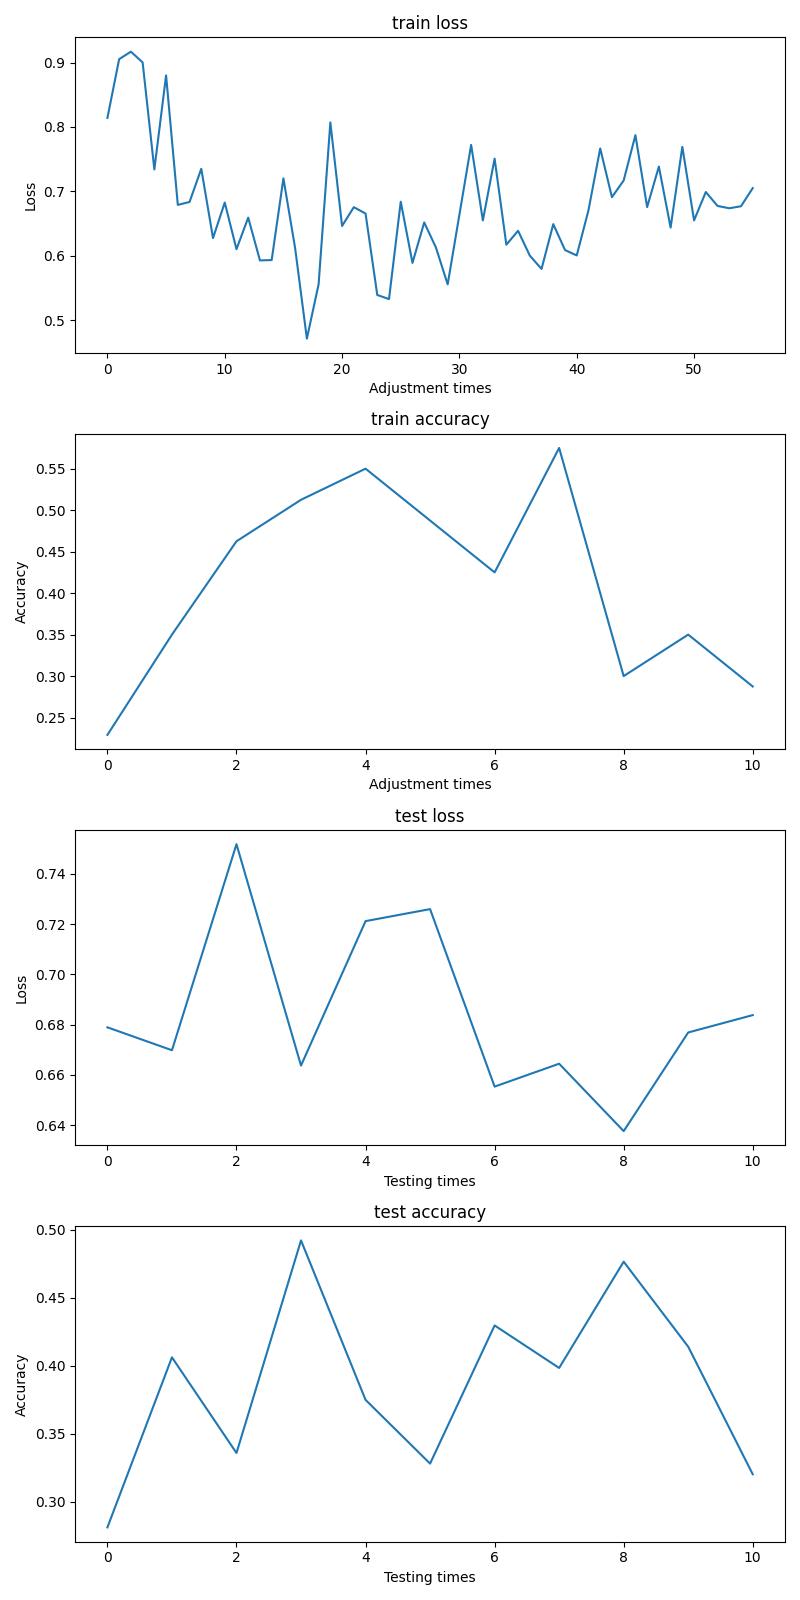 train loss
0.9
0.8
0.7
0.6
0.5
Loss
0 10 20 30 40 50
Adjustment times
train accuracy
0.55
0.50
0.45
0.40
0.35
0.30
0.25
Accuracy
0 2 4 6 8 10
Adjustment times
test loss
0.74
0.72
0.70
0.68
0.66
0.64
Loss
0 2 4 6 8 10
Testing times
test accuracy
0.50
0.45
0.40
0.35
0.30
Accuracy
0 2 4 6 8 10
Testing times